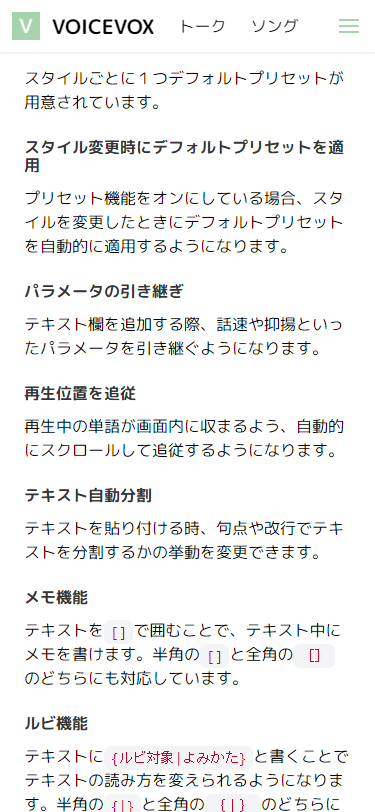 V VOICEVOX トーク ソング
スタイルごとに１つデフォルトプリセットが
用意されています。
スタイル変更時にデフォルトプリセットを適
用
プリセット機能をオンにしている場合、スタ
イルを変更したときにデフォルトプリセット
を自動的に適用するようになります。
パラメータの引き継ぎ
テキスト欄を追加する際、話速や抑揚といっ
たパラメータを引き継ぐようになります。
再生位置を追従
再生中の単語が画面内に収まるよう、自動的
にスクロールして追従するようになります。
テキスト自動分割
テキストを貼り付ける時、句点や改行でテキ
ストを分割するかの挙動を変更できます。
メモ機能
テキストを [] で囲むことで、テキスト中に
メモを書けます。半角の [] と全角の ［］
のどちらにも対応しています。
ルビ機能
テキストに {ルビ対象|よみかた} と書くことで
テキストの読み方を変えられるようになりま
す。半角の {|} と全角の ｛｜｝ のどちらに